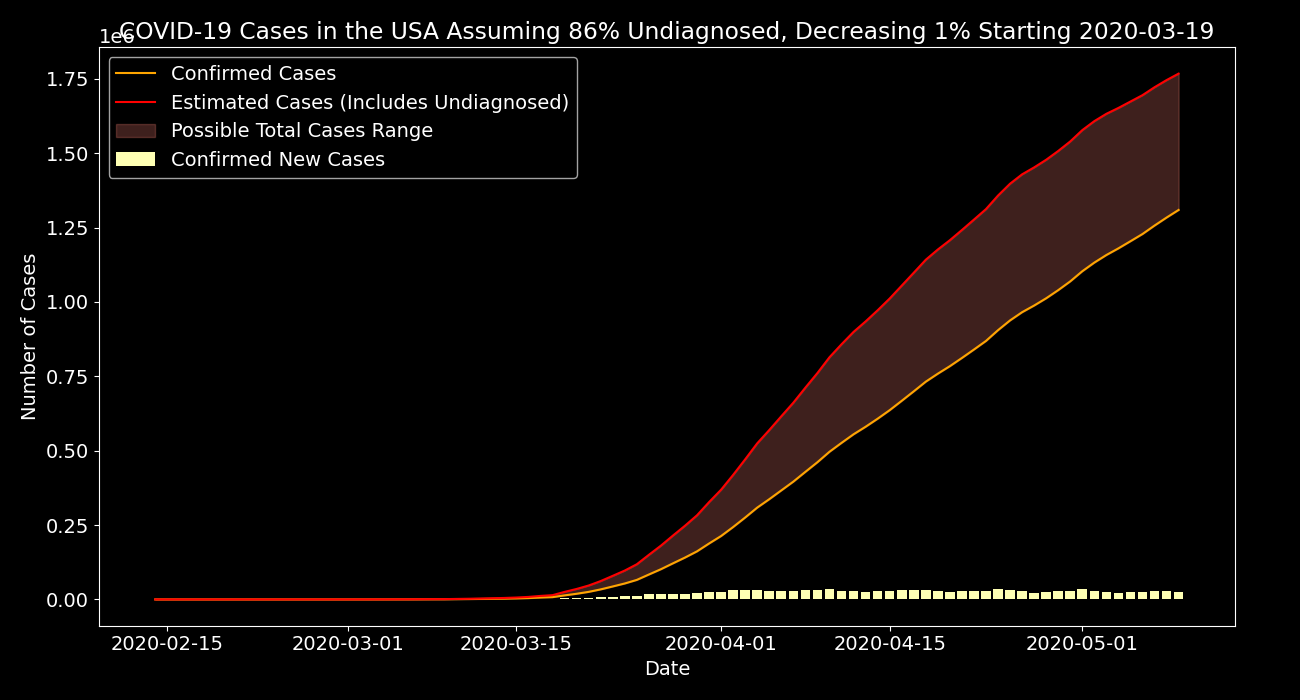 COVID-19 Cases in the USA Assuming 86% Undiagnosed, Decreasing 1% Starting 2020-03-19
1e6
Confirmed Cases
Estimated Cases (Includes Undiagnosed)
Possible Total Cases Range
Confirmed New Cases
1.75
1.50
1.25
1.00
0.75
0.50
0.25
0.00
Number of Cases
2020-02-15 2020-03-01 2020-03-15 2020-04-01 2020-04-15 2020-05-01
Date